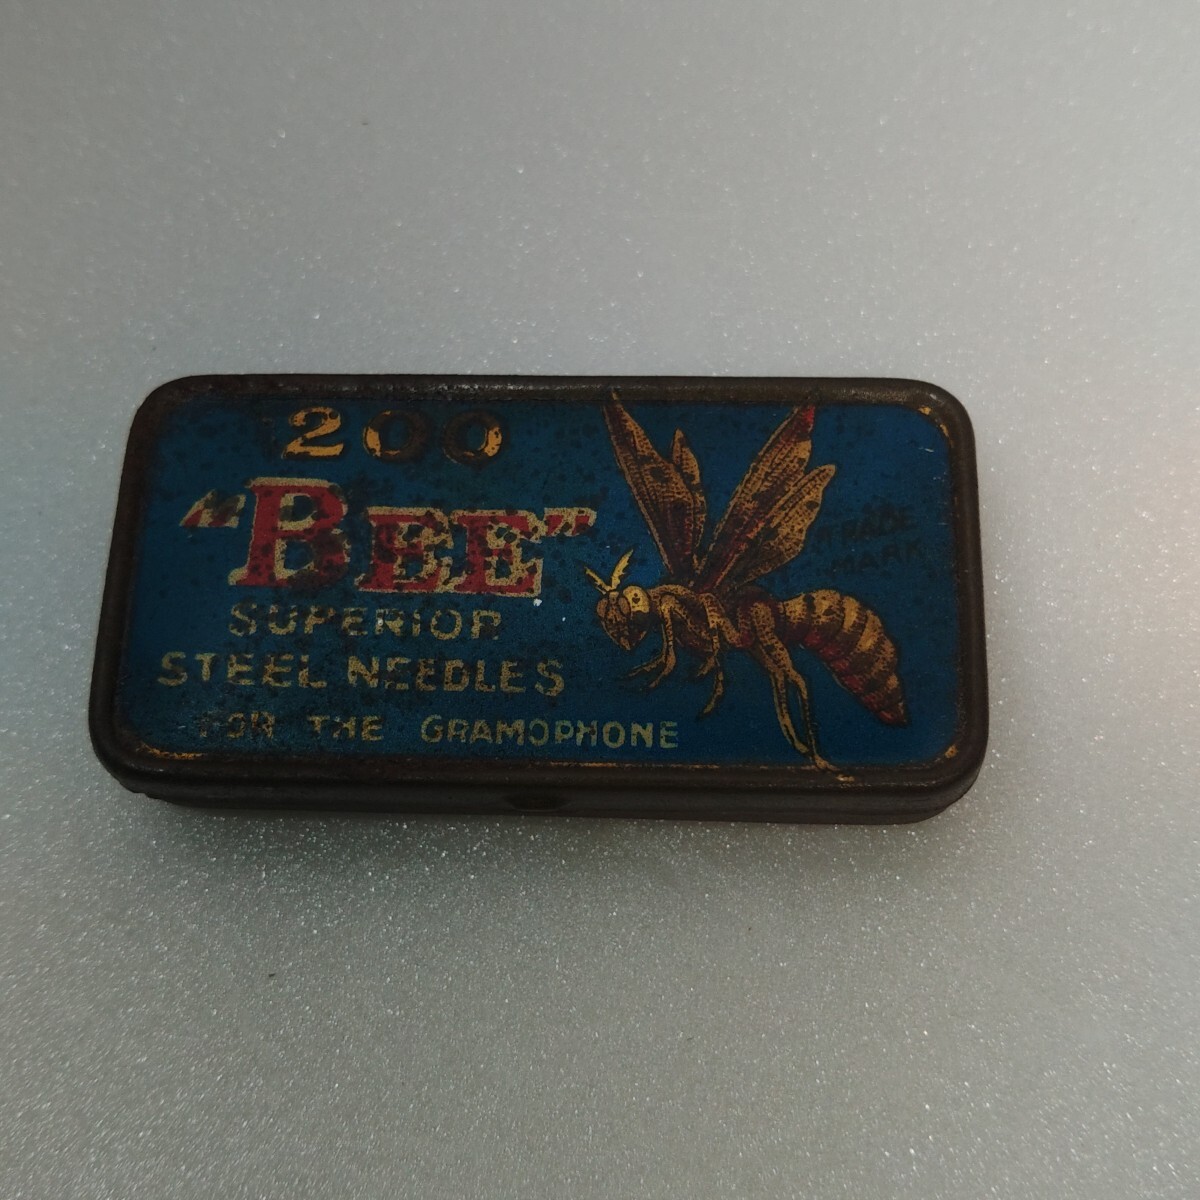 200
"BEE"
SUPERIOR
STEEL NEEDLES
FOR THE GRAMOPHONE
TRADE
MARK